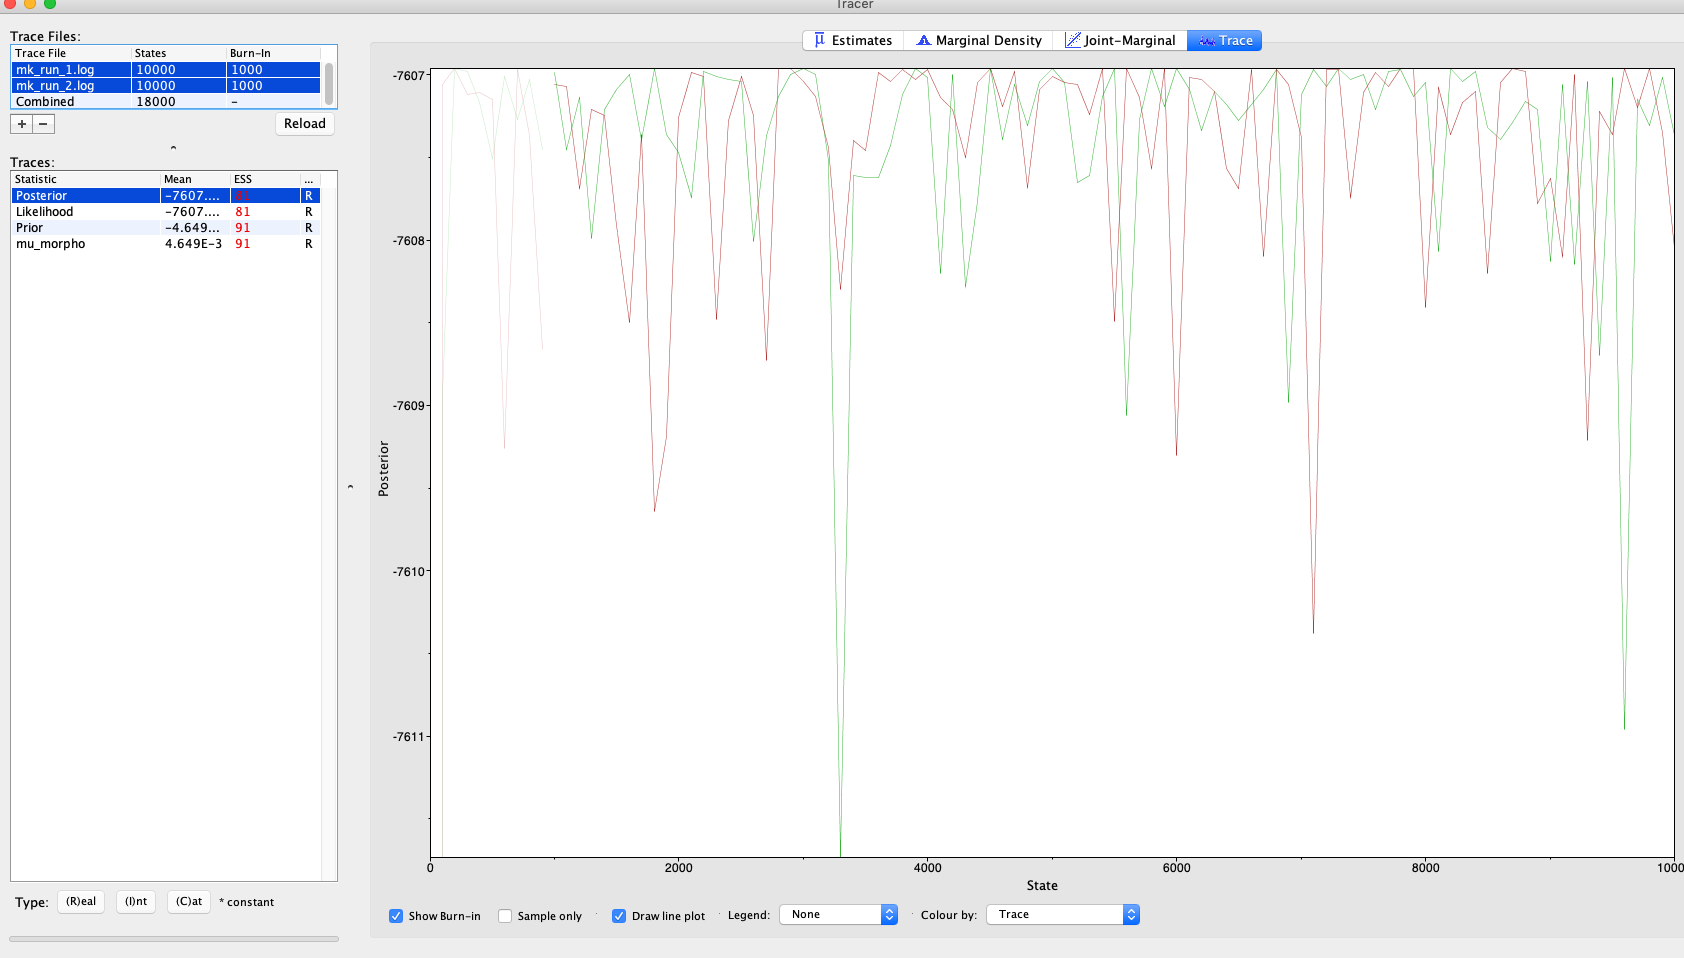 Tracer
Trace Files:
Trace File States Burn-In
mk_run_1.log 10000 1000
mk_run_2.log 10000 1000
Combined 18000 -
+ −
Reload
Traces:
Statistic Mean ESS ...
Posterior -7607.... 81 R
Likelihood -7607.... 81 R
Prior -4.649... 91 R
mu_morpho 4.649E-3 91 R
Type: (R)eal (I)nt (C)at * constant
Estimates Marginal Density Joint-Marginal Trace
-7607
-7608
-7609
-7610
-7611
Posterior
0 2000 4000 6000 8000 1000
State
Show Burn-in Sample only Draw line plot Legend: None Colour by: Trace